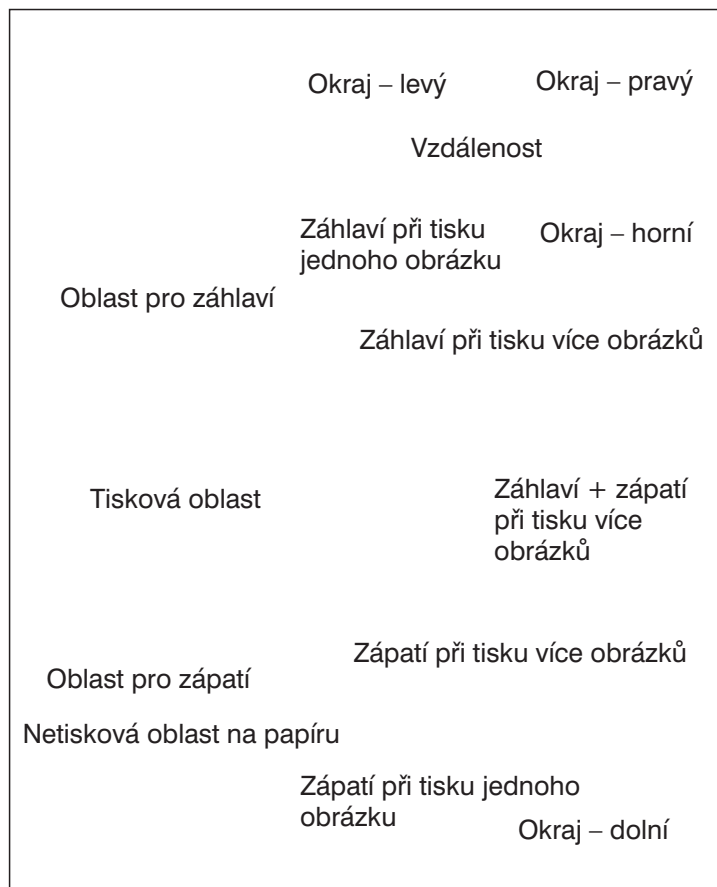 Okraj – levý
Okraj – pravý
Vzdálenost
Záhlaví při tisku
jednoho obrázku
Okraj – horní
Oblast pro záhlaví
Záhlaví při tisku více obrázků
Tisková oblast
Záhlaví + zápatí
při tisku více
obrázků
Zápatí při tisku více obrázků
Oblast pro zápatí
Netisková oblast na papíru
Zápatí při tisku jednoho
obrázku
Okraj – dolní